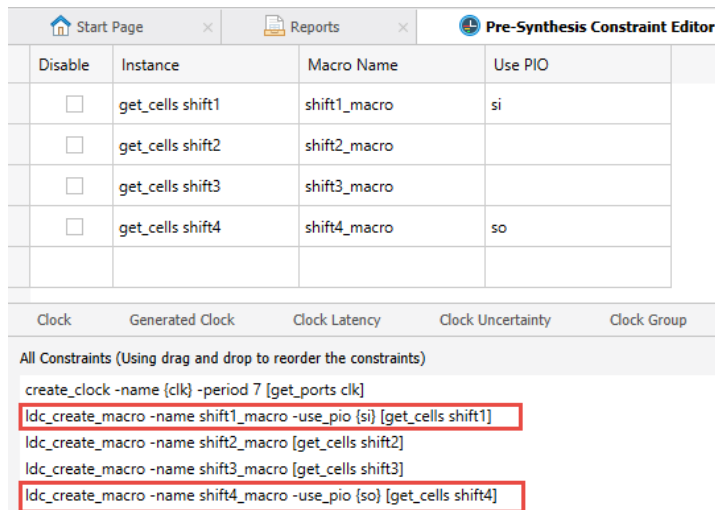 Start Page × Reports × Pre-Synthesis Constraint Editor
Disable Instance Macro Name Use PIO
get_cells shift1 shift1_macro si
get_cells shift2 shift2_macro
get_cells shift3 shift3_macro
get_cells shift4 shift4_macro so
Clock Generated Clock Clock Latency Clock Uncertainty Clock Group
All Constraints (Using drag and drop to reorder the constraints)
create_clock -name {clk} -period 7 [get_ports clk]
ldc_create_macro -name shift1_macro -use_pio {si} [get_cells shift1]
ldc_create_macro -name shift2_macro [get_cells shift2]
ldc_create_macro -name shift3_macro [get_cells shift3]
ldc_create_macro -name shift4_macro -use_pio {so} [get_cells shift4]